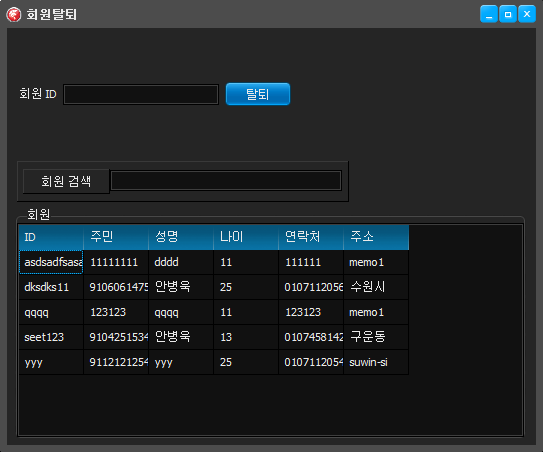 회원탈퇴
회원 ID 탈퇴
회원 검색
회원
ID 주민 성명 나이 연락처 주소
asdsadfsasa 11111111 dddd 11 111111 memo1
dksdks11 9106061475 안병욱 25 0107112056 수원시
qqqq 123123 qqqq 11 123123 memo1
seet123 9104251534 안병욱 13 0107458142 구운동
yyy 9112121254 yyy 25 0107112054 suwin-si